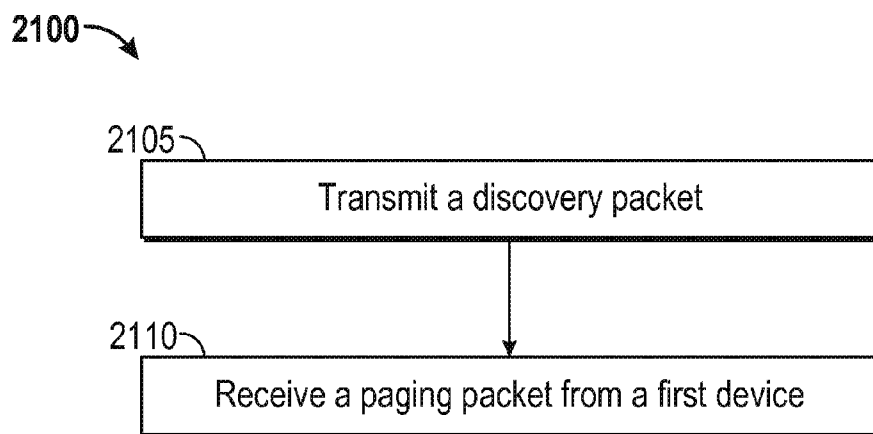 2100
2105
Transmit a discovery packet
2110
Receive a paging packet from a first device